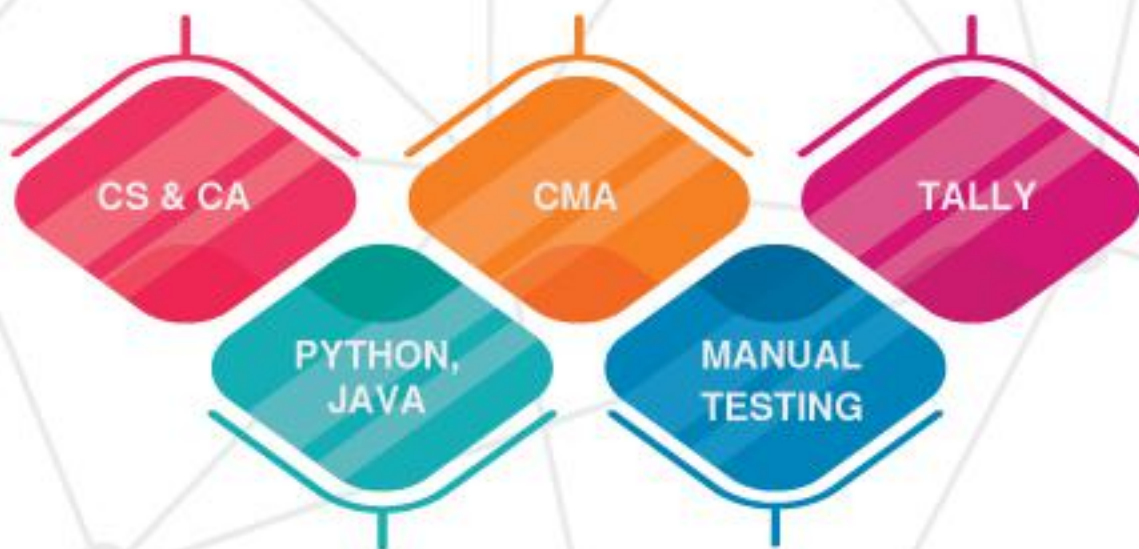 CS & CA
CMA
TALLY
PYTHON,
JAVA
MANUAL
TESTING